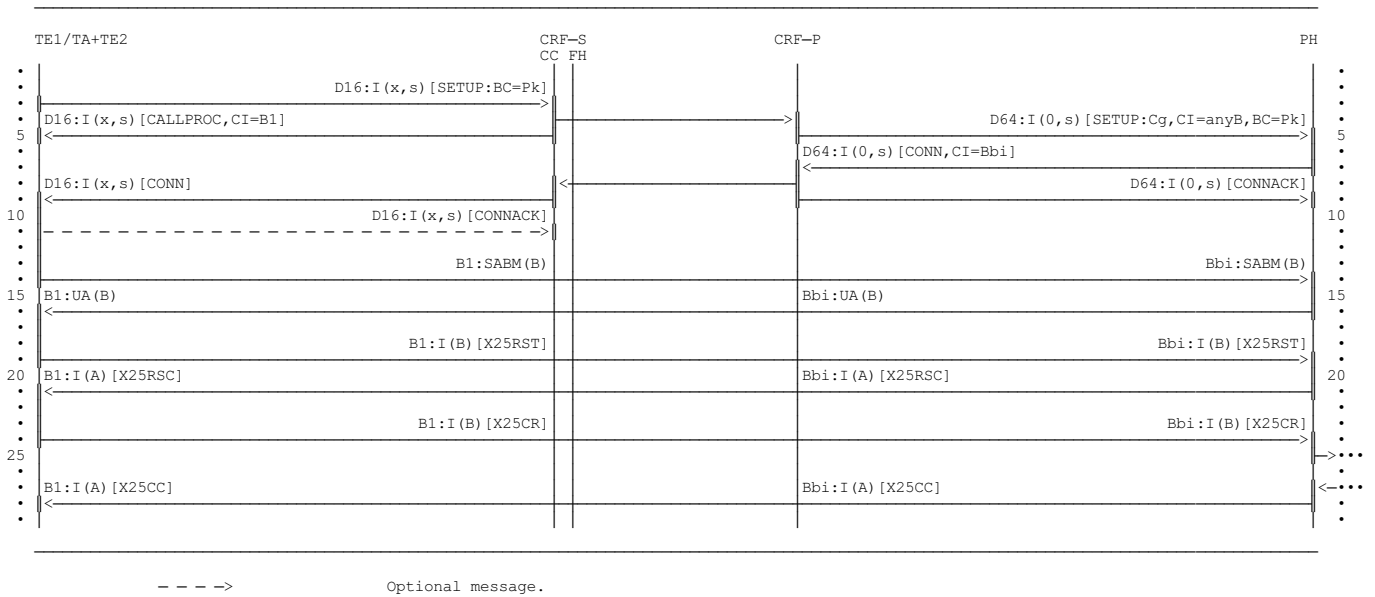 TE1/TA+TE2 CRF─S CRF─P PH
CC FH
D16:I(x,s)[SETUP:BC=Pk]
D16:I(x,s)[CALLPROC,CI=B1] D64:I(0,s)[SETUP:Cg,CI=anyB,BC=Pk]
5 5
D64:I(0,s)[CONN,CI=Bbi]
D16:I(x,s)[CONN] D64:I(0,s)[CONNACK]
10 D16:I(x,s)[CONNACK] 10
B1:SABM(B) Bbi:SABM(B)
15 B1:UA(B) Bbi:UA(B) 15
B1:I(B)[X25RST] Bbi:I(B)[X25RST]
20 B1:I(A)[X25RSC] Bbi:I(A)[X25RSC] 20
B1:I(B)[X25CR] Bbi:I(B)[X25CR]
25
B1:I(A)[X25CC] Bbi:I(A)[X25CC]
Optional message.